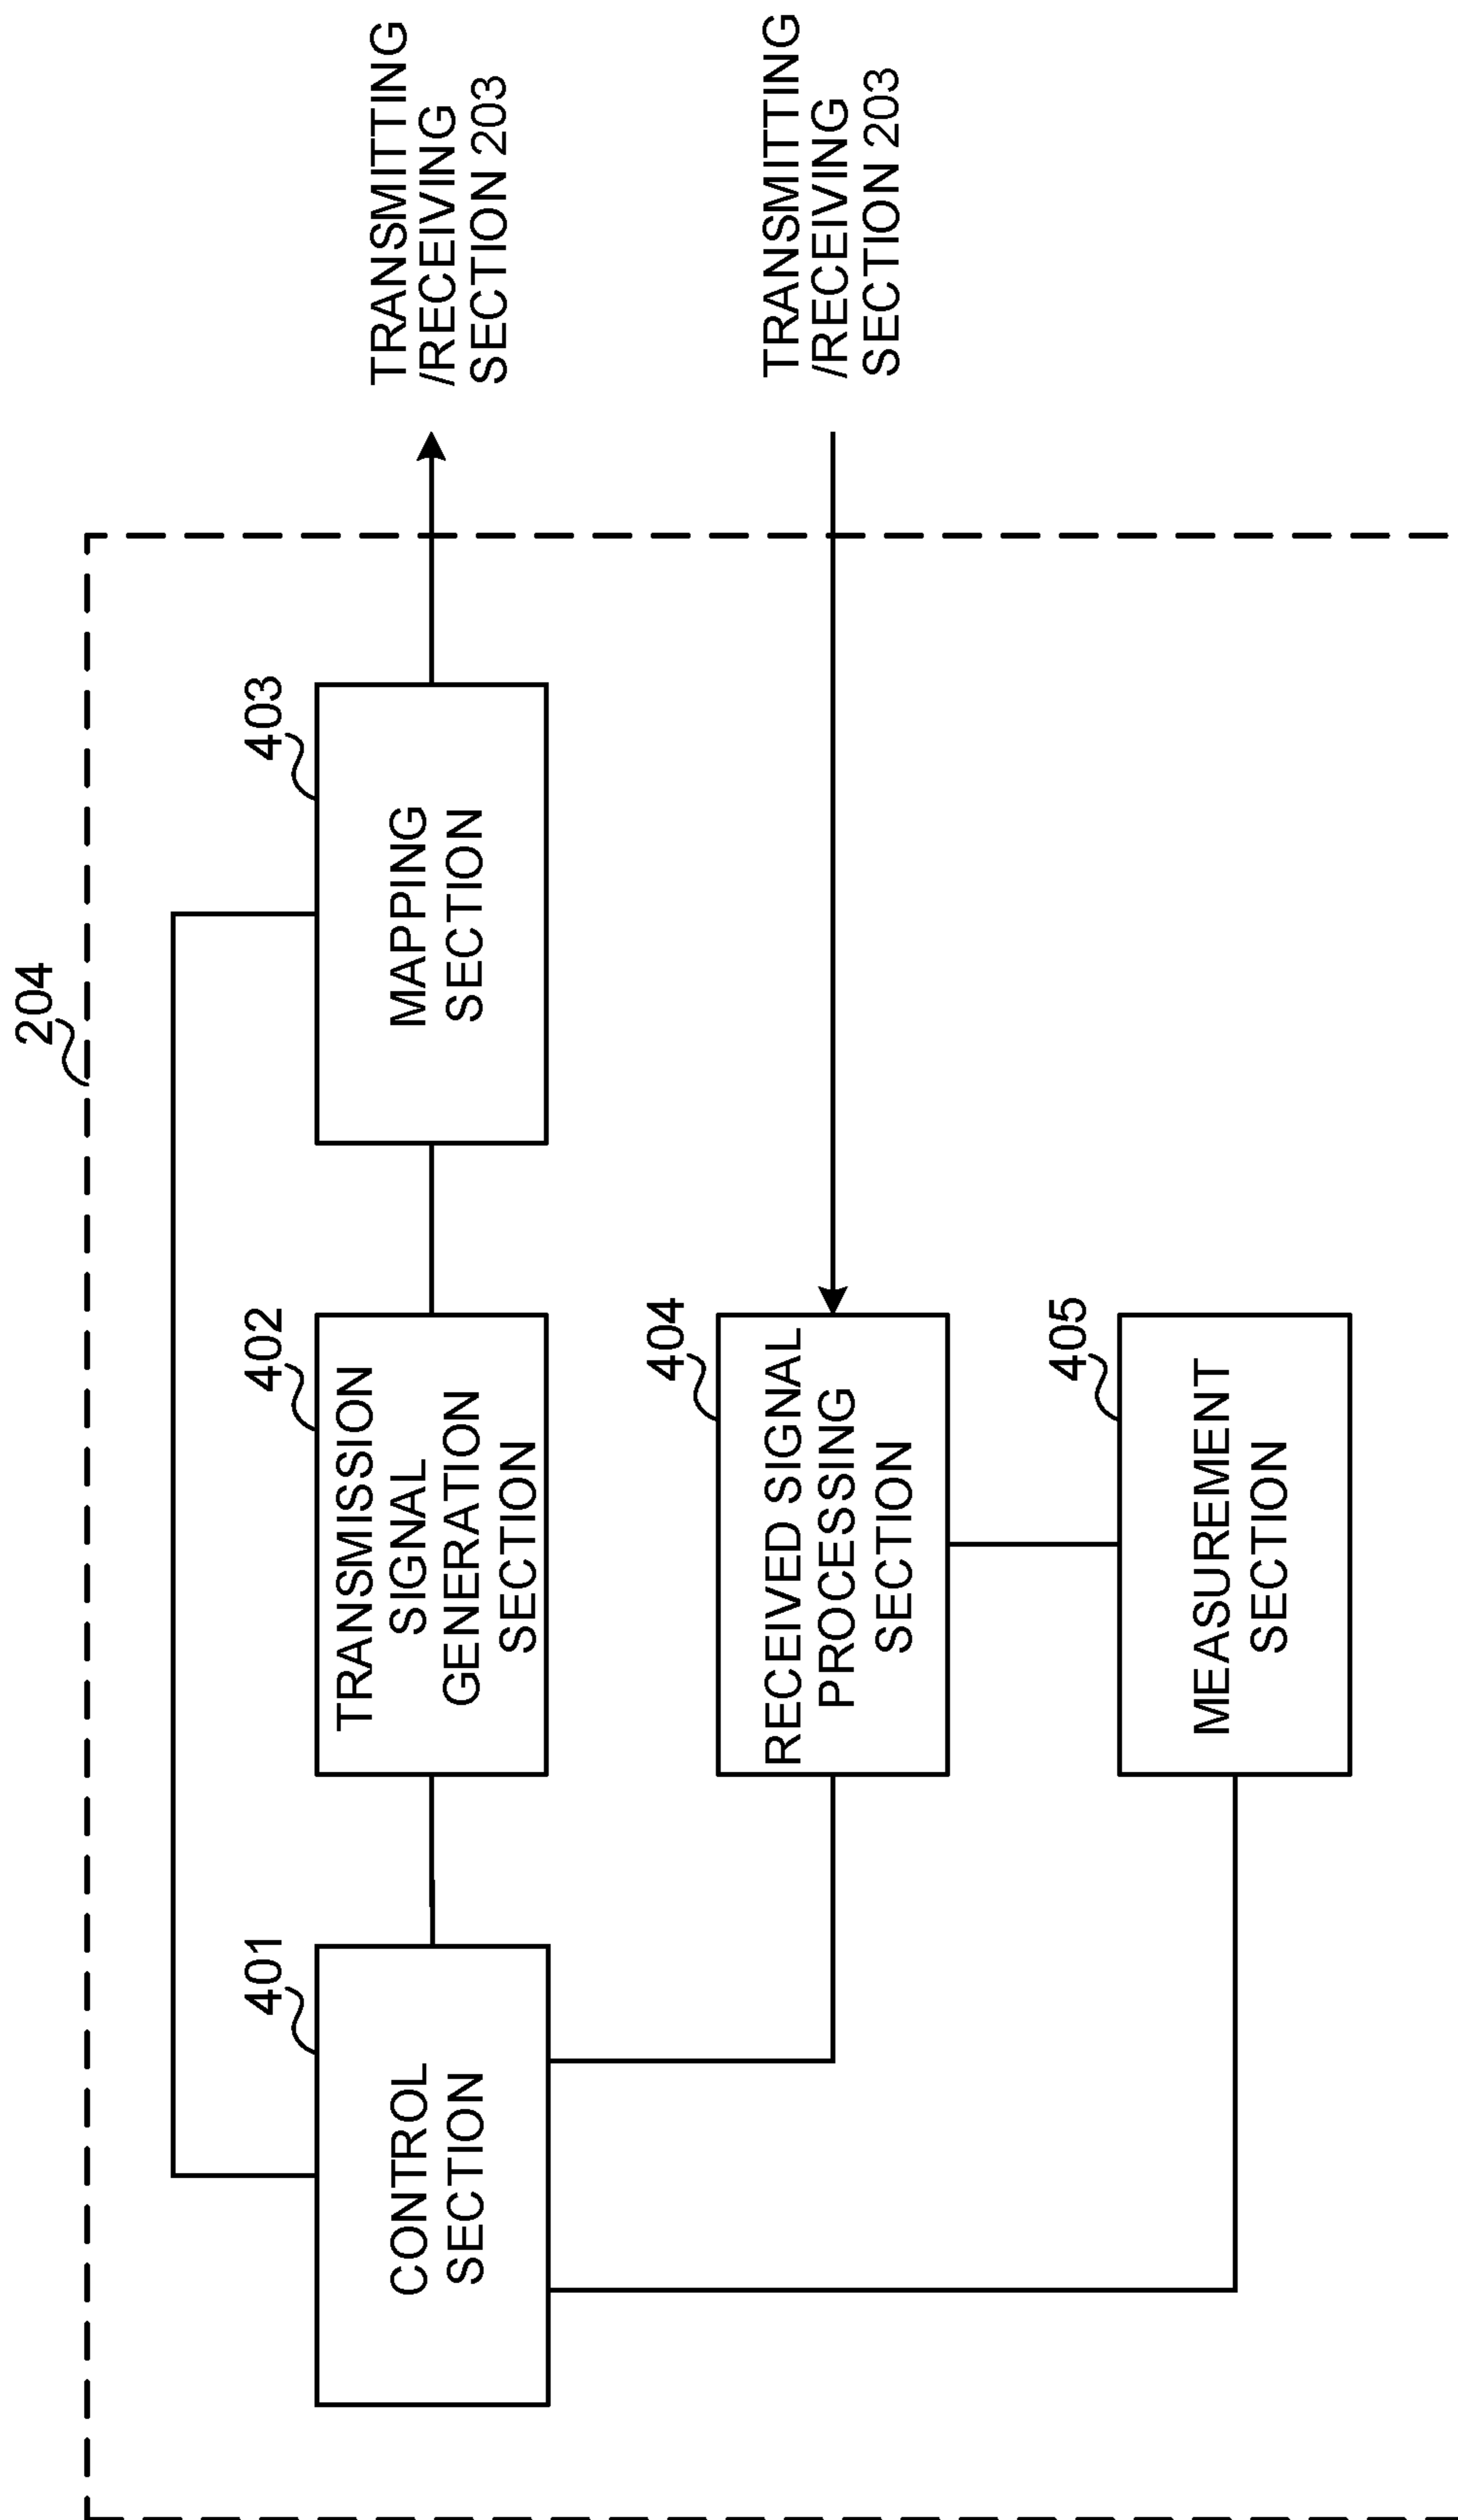 204
401
CONTROL
SECTION
402
TRANSMISSION
SIGNAL
GENERATION
SECTION
403
MAPPING
SECTION
TRANSMITTING
/RECEIVING
SECTION 203
404
RECEIVED SIGNAL
PROCESSING
SECTION
TRANSMITTING
/RECEIVING
SECTION 203
405
MEASUREMENT
SECTION